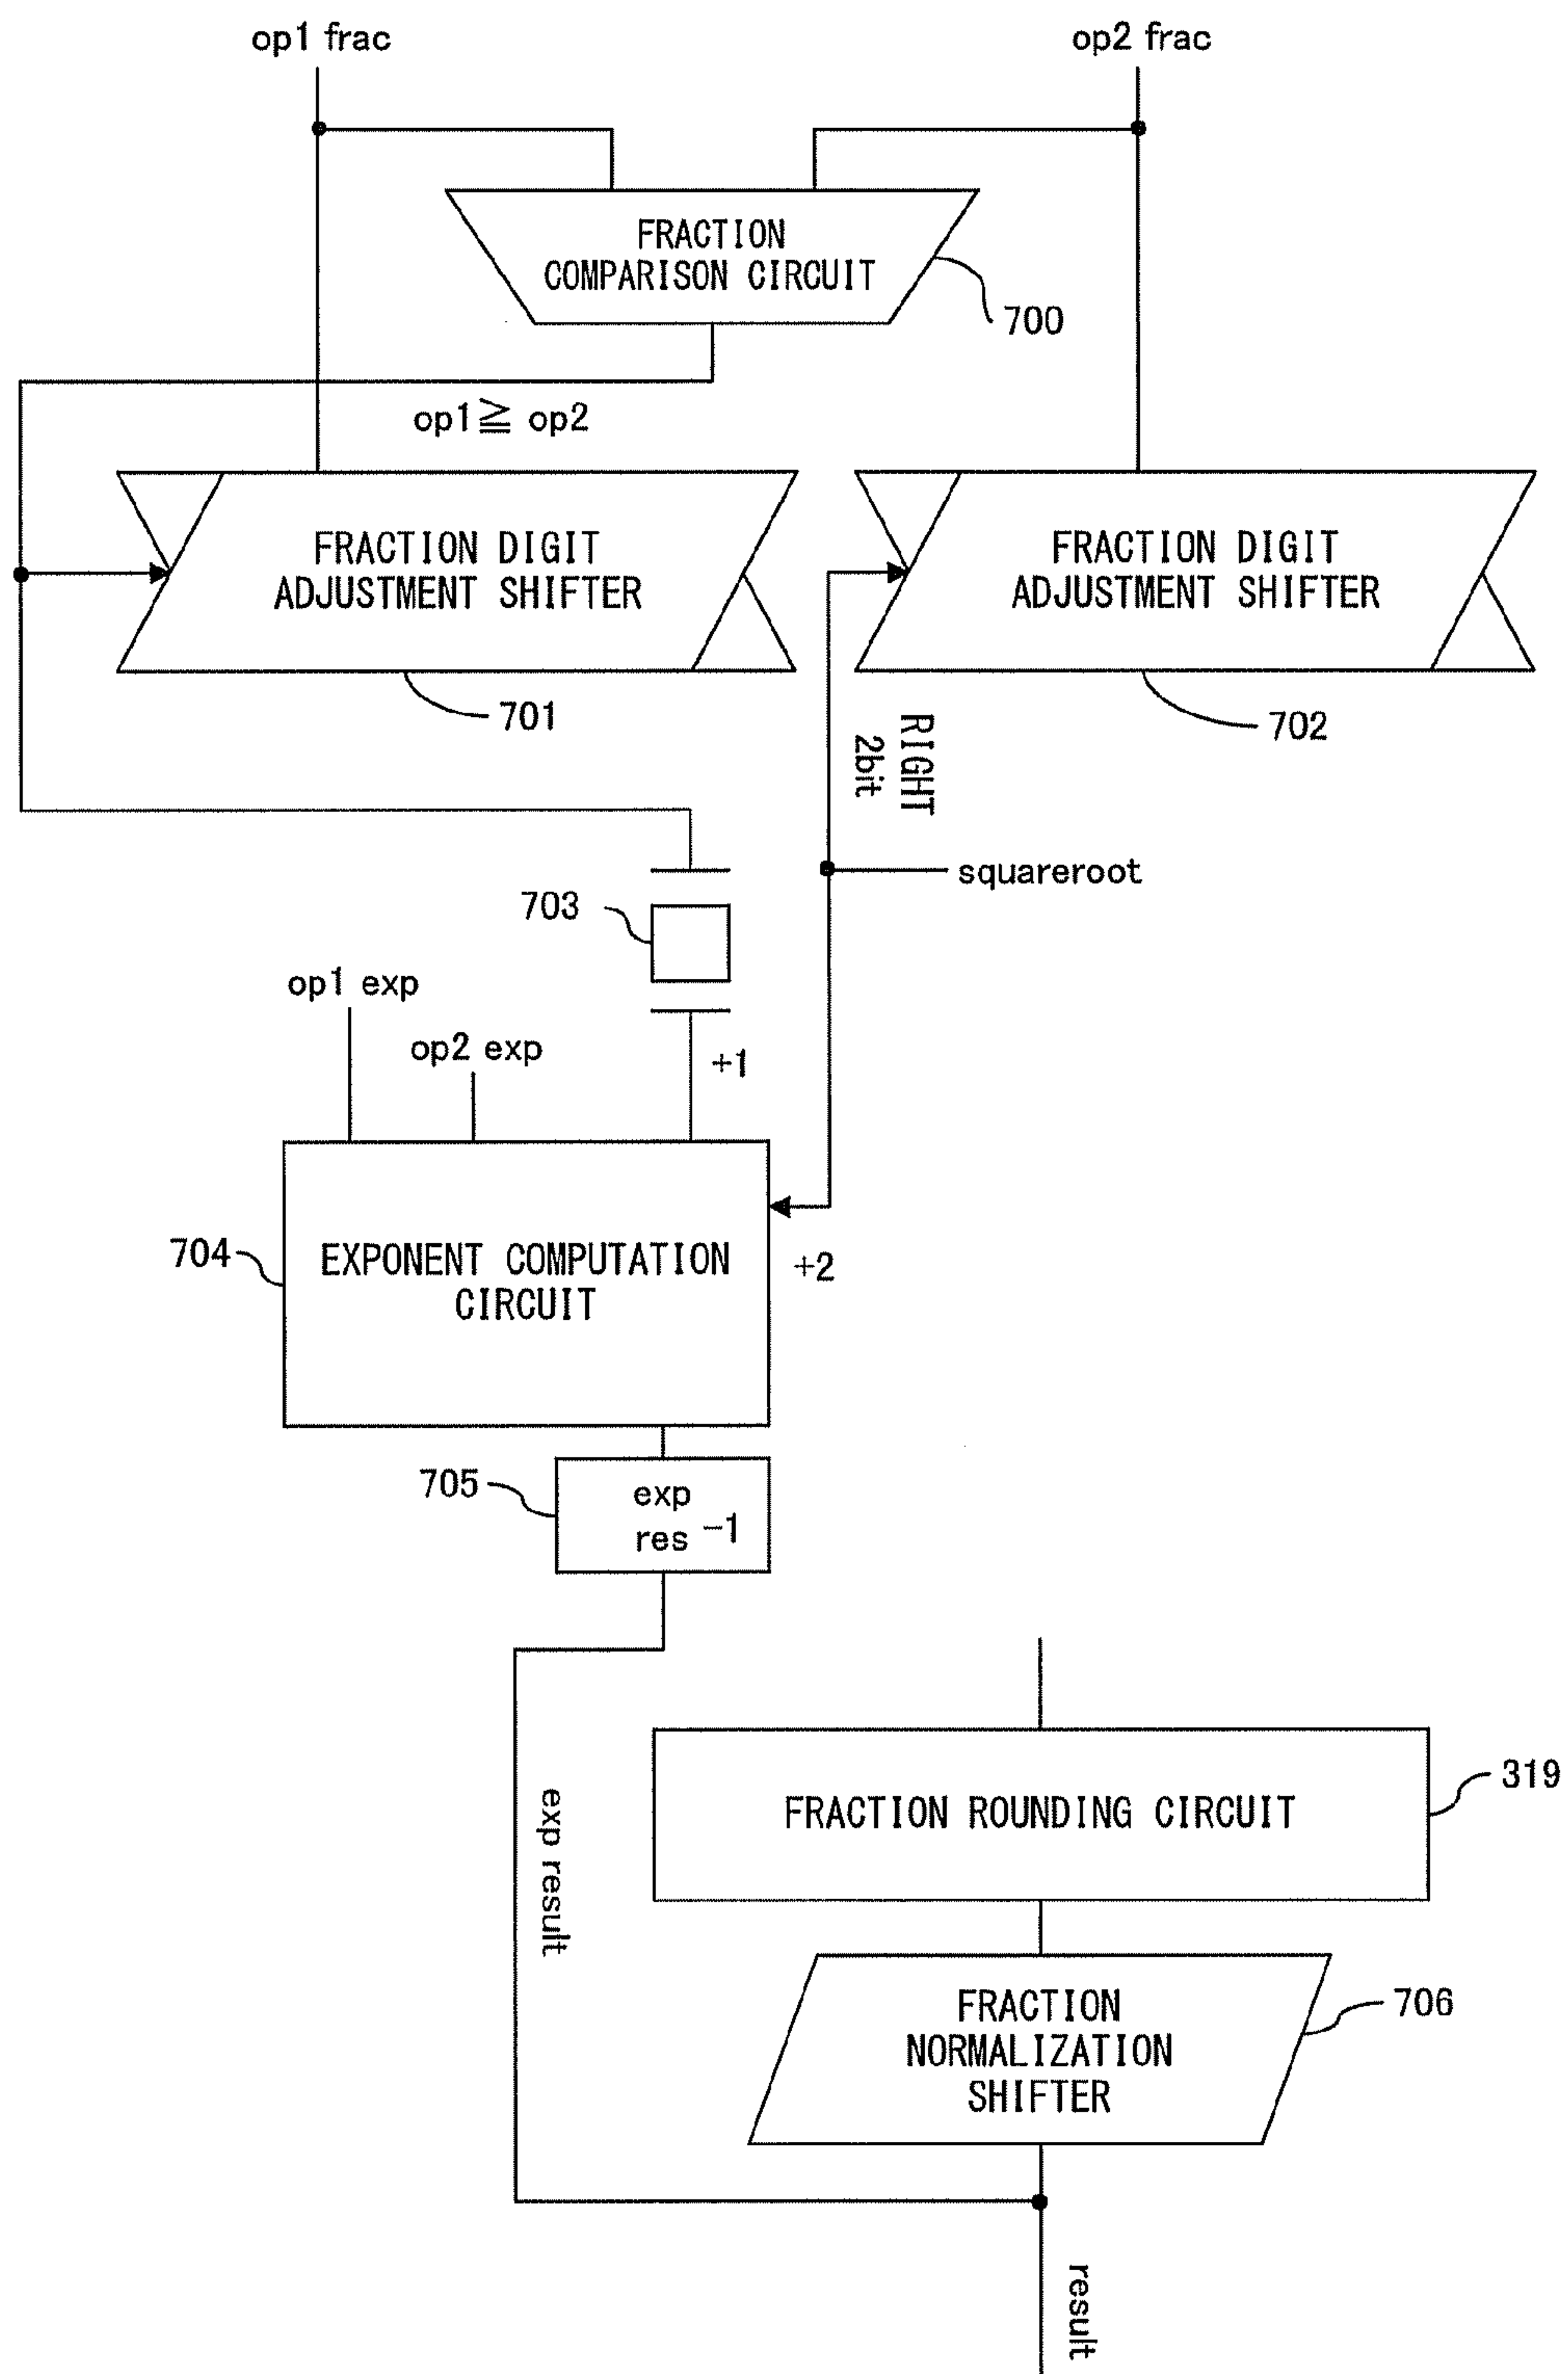 op1 frac
op2 frac
FRACTION
COMPARISON CIRCUIT
700
op1≧ op2
FRACTION DIGIT
ADJUSTMENT SHIFTER
FRACTION DIGIT
ADJUSTMENT SHIFTER
701
702
RIGHT
2bit
squareroot
703
op1 exp
op2 exp
+1
704
EXPONENT COMPUTATION
CIRCUIT
+2
705
exp
res -1
exp result
FRACTION ROUNDING CIRCUIT
319
FRACTION
NORMALIZATION
SHIFTER
706
result